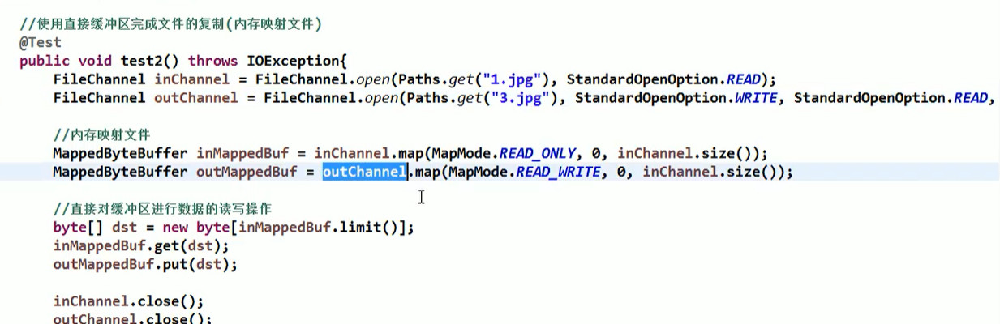 //使用直接缓冲区完成文件的复制(内存映射文件)
@Test
public void test2() throws IOException{
FileChannel inChannel = FileChannel.open(Paths.get("1.jpg"), StandardOpenOption.READ);
FileChannel outChannel = FileChannel.open(Paths.get("3.jpg"), StandardOpenOption.WRITE, StandardOpenOption.READ,
//内存映射文件
MappedByteBuffer inMappedBuf = inChannel.map(MapMode.READ_ONLY, 0, inChannel.size());
MappedByteBuffer outMappedBuf = outChannel.map(MapMode.READ_WRITE, 0, inChannel.size());
//直接对缓冲区进行数据的读写操作
byte[] dst = new byte[inMappedBuf.limit()];
inMappedBuf.get(dst);
outMappedBuf.put(dst);
inChannel.close();
outChannel.close();